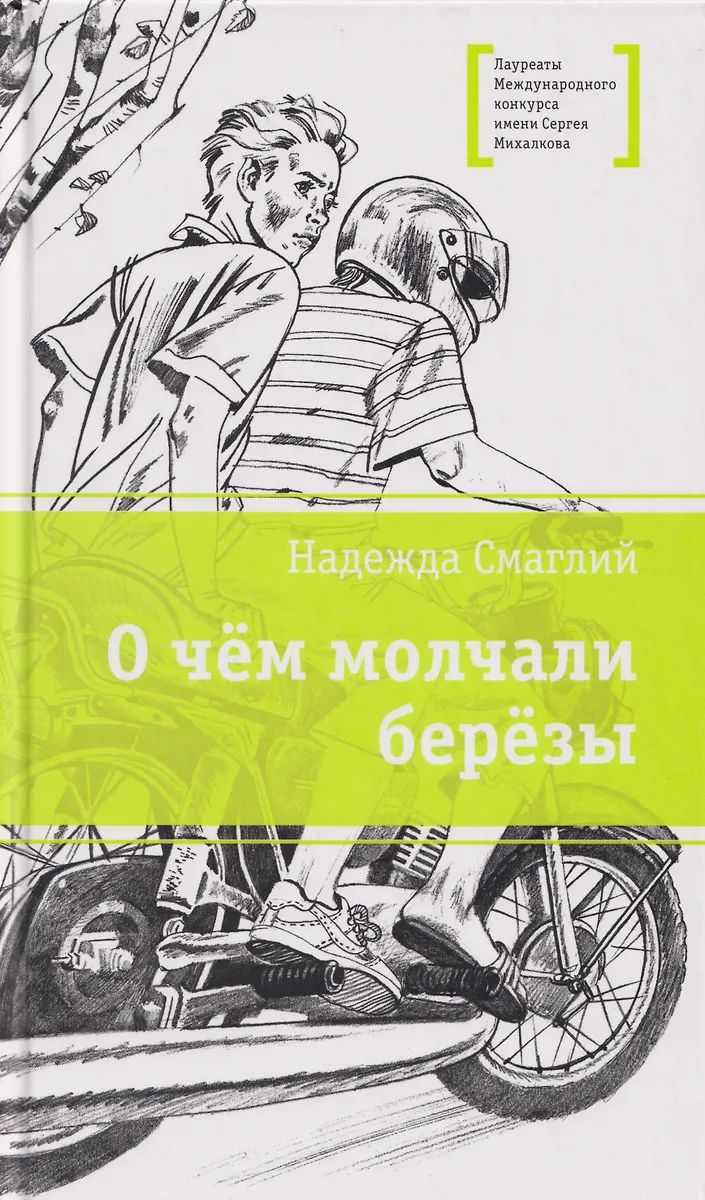 Лауреаты
Международного
конкурса
имени Сергея
Михалкова
Надежда Смаглий
О чём молчали
берёзы